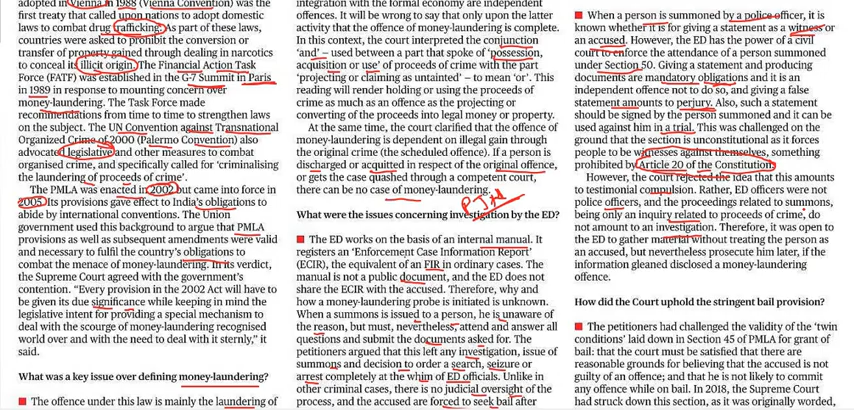 adopted in Vienna in 1988 (Vienna Convention) was the
first treaty that called upon nations to adopt domestic
laws to combat drug trafficking. As part of these laws,
countries were asked to prohibit the conversion or
transfer of property gained through dealing in narcotics
to conceal its illicit origin. The Financial Action Task
Force (FATF) was established in the G-7 Summit in Paris
in 1989 in response to mounting concern over
money-laundering. The Task Force made
recommendations from time to time to strengthen laws
on the subject. The UN Convention against Transnational
Organized Crime of 2000 (Palermo Convention) also
advocated legislative and other measures to combat
organised crime, and specifically called for 'criminalising
the laundering of proceeds of crime'.
The PMLA was enacted in 2002 but came into force in
2005. Its provisions gave effect to India's obligations to
abide by international conventions. The Union
government used this background to argue that PMLA
provisions as well as subsequent amendments were valid
and necessary to fulfil the country's obligations to
combat the menace of money-laundering. In its verdict,
the Supreme Court agreed with the government's
contention. "Every provision in the 2002 Act will have to
be given its due significance while keeping in mind the
legislative intent for providing a special mechanism to
deal with the scourge of money-laundering recognised
world over and with the need to deal with it sternly," it
said.
What was a key issue over defining money-laundering?
■ The offence under this law is mainly the laundering of
integration with the formal economy are independent
offences. It will be wrong to say that only upon the latter
activity that the offence of money-laundering is complete.
In this context, the court interpreted the conjunction
'and' – used between a part that spoke of 'possession,
acquisition or use' of proceeds of crime with the part
'projecting or claiming as untainted' – to mean 'or'. This
reading will render holding or using the proceeds of
crime as much as an offence as the projecting or
converting of the proceeds into legal money or property.
At the same time, the court clarified that the offence of
money-laundering is dependent on illegal gain through
the original crime (the scheduled offence). If a person is
discharged or acquitted in respect of the original offence,
or gets the case quashed through a competent court,
there can be no case of money-laundering.
What were the issues concerning investigation by the ED?
■ The ED works on the basis of an internal manual. It
registers an 'Enforcement Case Information Report'
(ECIR), the equivalent of an FIR in ordinary cases. The
manual is not a public document, and the ED does not
share the ECIR with the accused. Therefore, why and
how a money-laundering probe is initiated is unknown.
When a summons is issued to a person, he is unaware of
the reason, but must, nevertheless, attend and answer all
questions and submit the documents asked for. The
petitioners argued that this left any investigation, issue of
summons and decision to order a search, seizure or
arrest completely at the whim of ED officials. Unlike in
other criminal cases, there is no judicial oversight of the
process, and the accused are forced to seek bail after
■ When a person is summoned by a police officer, it is
known whether it is for giving a statement as a witness or
an accused. However, the ED has the power of a civil
court to enforce the attendance of a person summoned
under Section 50. Giving a statement and producing
documents are mandatory obligations and it is an
independent offence not to do so, and giving a false
statement amounts to perjury. Also, such a statement
should be signed by the person summoned and it can be
used against him in a trial. This was challenged on the
ground that the section is unconstitutional as it forces
people to be witnesses against themselves, something
prohibited by Article 20 of the Constitution.
However, the court rejected the idea that this amounts
to testimonial compulsion. Rather, ED officers were not
police officers, and the proceedings related to summons,
being only an inquiry related to proceeds of crime, do
not amount to an investigation. Therefore, it was open to
the ED to gather material without treating the person as
an accused, but nevertheless prosecute him later, if the
information gleaned disclosed a money-laundering
offence.
How did the Court uphold the stringent bail provision?
■ The petitioners had challenged the validity of the 'twin
conditions' laid down in Section 45 of PMLA for grant of
bail: that the court must be satisfied that there are
reasonable grounds for believing that the accused is not
guilty of an offence; and that he is not likely to commit
any offence while on bail. In 2018, the Supreme Court
had struck down this section, as it was originally worded,